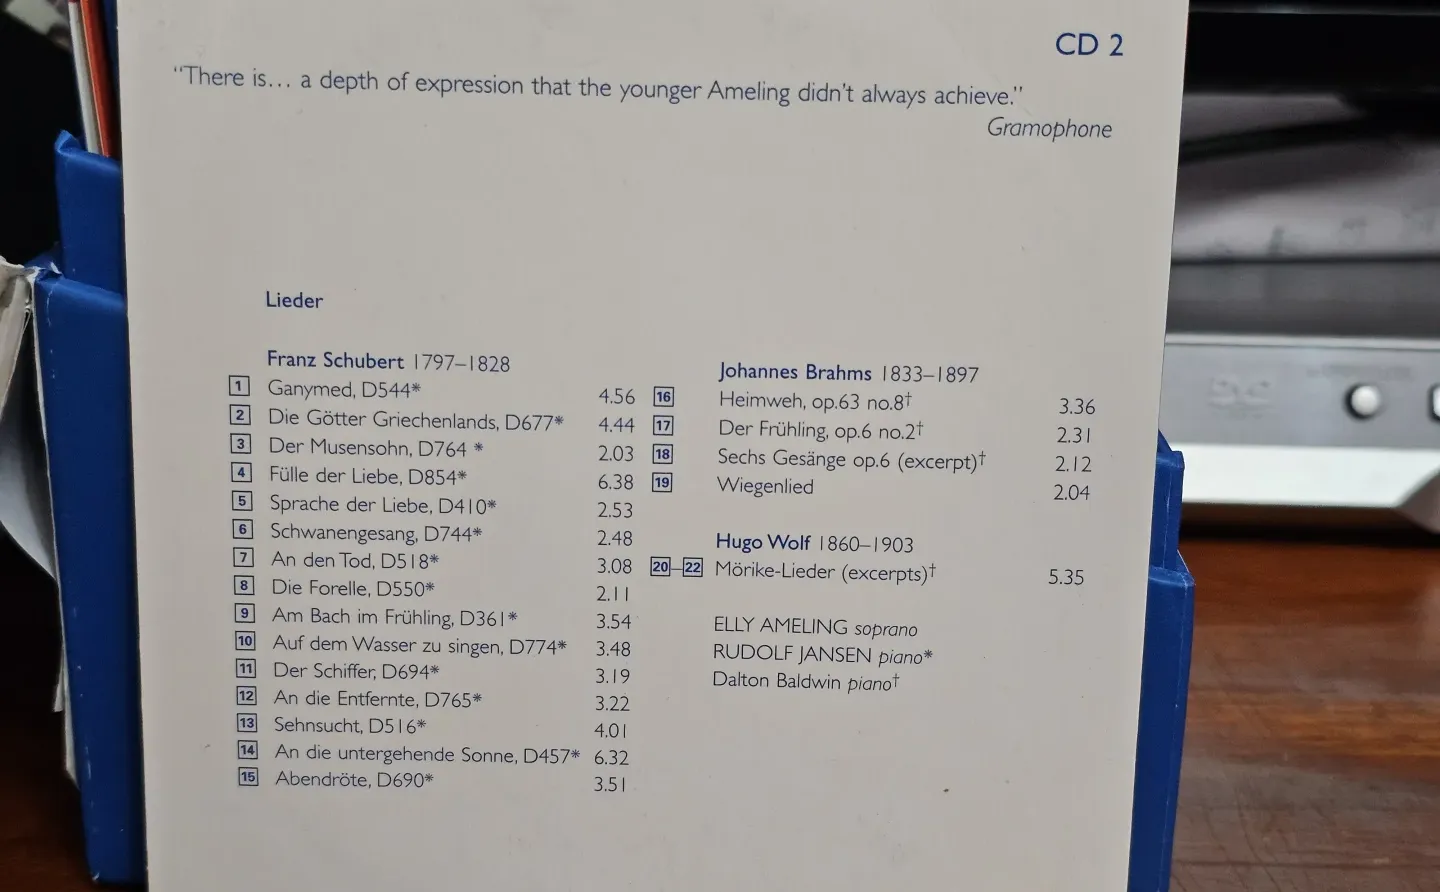 CD 2
"There is... a depth of expression that the younger Ameling didn't always achieve."
Gramophone
Lieder
Franz Schubert 1797–1828
1 Ganymed, D544* 4.56
2 Die Götter Griechenlands, D677* 4.44
3 Der Musensohn, D764 * 2.03
4 Fülle der Liebe, D854* 6.38
5 Sprache der Liebe, D410* 2.53
6 Schwanengesang, D744* 2.48
7 An den Tod, D518* 3.08
8 Die Forelle, D550* 2.11
9 Am Bach im Frühling, D361* 3.54
10 Auf dem Wasser zu singen, D774* 3.48
11 Der Schiffer, D694* 3.19
12 An die Entfernte, D765* 3.22
13 Sehnsucht, D516* 4.01
14 An die untergehende Sonne, D457* 6.32
15 Abendröte, D690* 3.51
Johannes Brahms 1833–1897
16 Heimweh, op.63 no.8† 3.36
17 Der Frühling, op.6 no.2† 2.31
18 Sechs Gesänge op.6 (excerpt)† 2.12
19 Wiegenlied 2.04
Hugo Wolf 1860–1903
20–22 Mörike-Lieder (excerpts)† 5.35
ELLY AMELING soprano
RUDOLF JANSEN piano*
Dalton Baldwin piano†